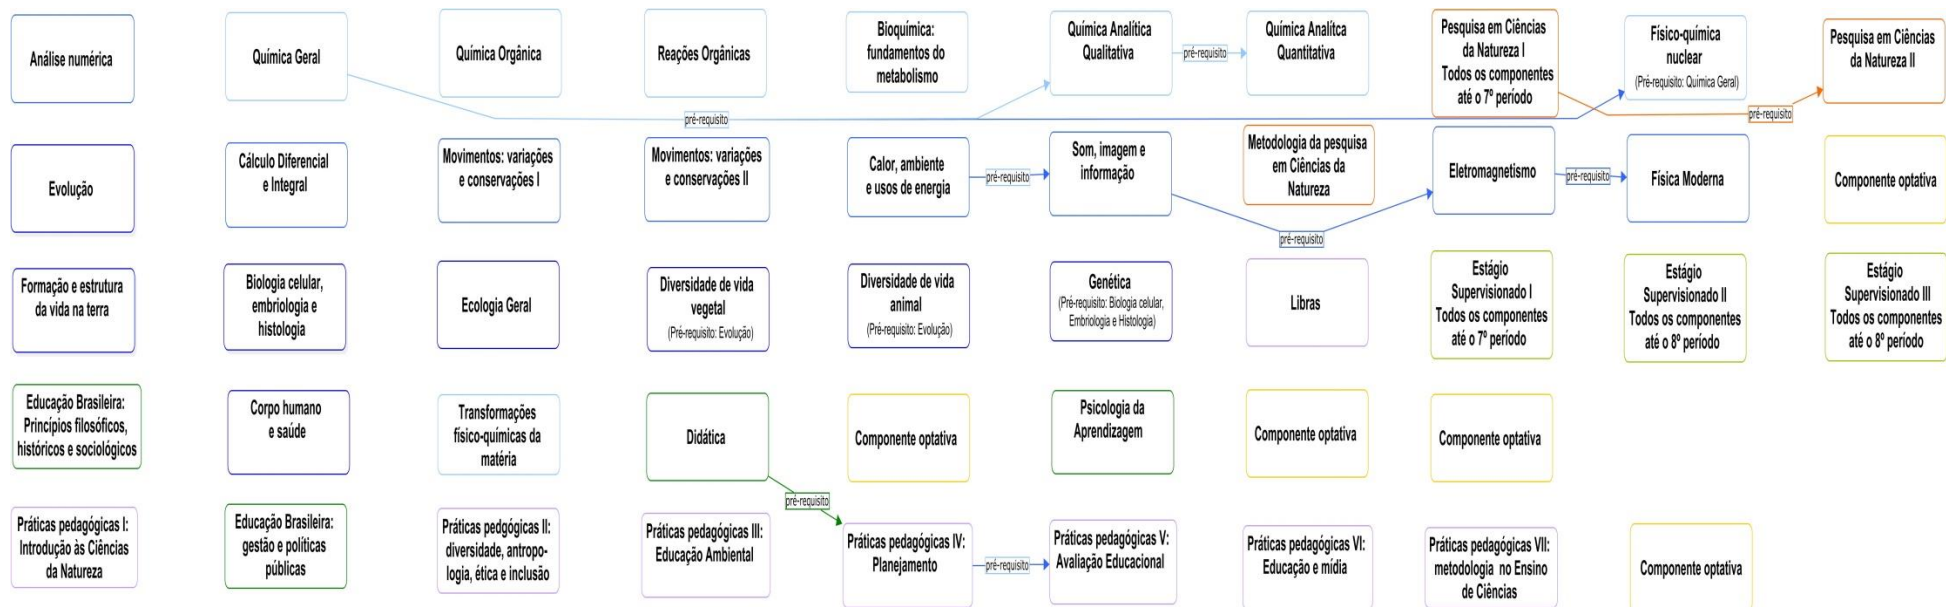 Análise numérica
Química Geral
Química Orgânica
Reações Orgânicas
Bioquímica:
fundamentos do
metabolismo
Química Analítica
Qualitativa
pré-requisito
Química Analítca
Quantitativa
Pesquisa em Ciências
da Natureza I
Todos os componentes
até o 7º período
Físico-química
nuclear
(Pré-requisito: Química Geral)
Pesquisa em Ciências
da Natureza II
pré-requisito
pré-requisito
Evolução
Cálculo Diferencial
e Integral
Movimentos: variações
e conservações I
Movimentos: variações
e conservações II
Calor, ambiente
e usos de energia
pré-requisito
Som, imagem e
informação
Metodologia da pesquisa
em Ciências da
Natureza
Eletromagnetismo
pré-requisito
Física Moderna
Componente optativa
pré-requisito
Formação e estrutura
da vida na terra
Biologia celular,
embriologia e
histologia
Ecologia Geral
Diversidade de vida
vegetal
(Pré-requisito: Evolução)
Diversidade de vida
animal
(Pré-requisito: Evolução)
Genética
(Pré-requisito: Biologia celular,
Embriologia e Histologia)
Libras
Estágio
Supervisionado I
Todos os componentes
até o 7º período
Estágio
Supervisionado II
Todos os componentes
até o 8º período
Estágio
Supervisionado III
Todos os componentes
até o 8º período
Educação Brasileira:
Princípios filosóficos,
históricos e sociológicos
Corpo humano
e saúde
Transformações
físico-químicas da
matéria
Didática
Componente optativa
Psicologia da
Aprendizagem
Componente optativa
Componente optativa
pré-requisito
Práticas pedagógicas I:
Introdução às Ciências
da Natureza
Educação Brasileira:
gestão e políticas
públicas
Práticas pedgógicas II:
diversidade, antropo-
logia, ética e inclusão
Práticas pedagógicas III:
Educação Ambiental
Práticas pedagógicas IV:
Planejamento
pré-requisito
Práticas pedagógicas V:
Avaliação Educacional
Práticas pedagógicas VI:
Educação e mídia
Práticas pedagógicas VII:
metodologia no Ensino
de Ciências
Componente optativa